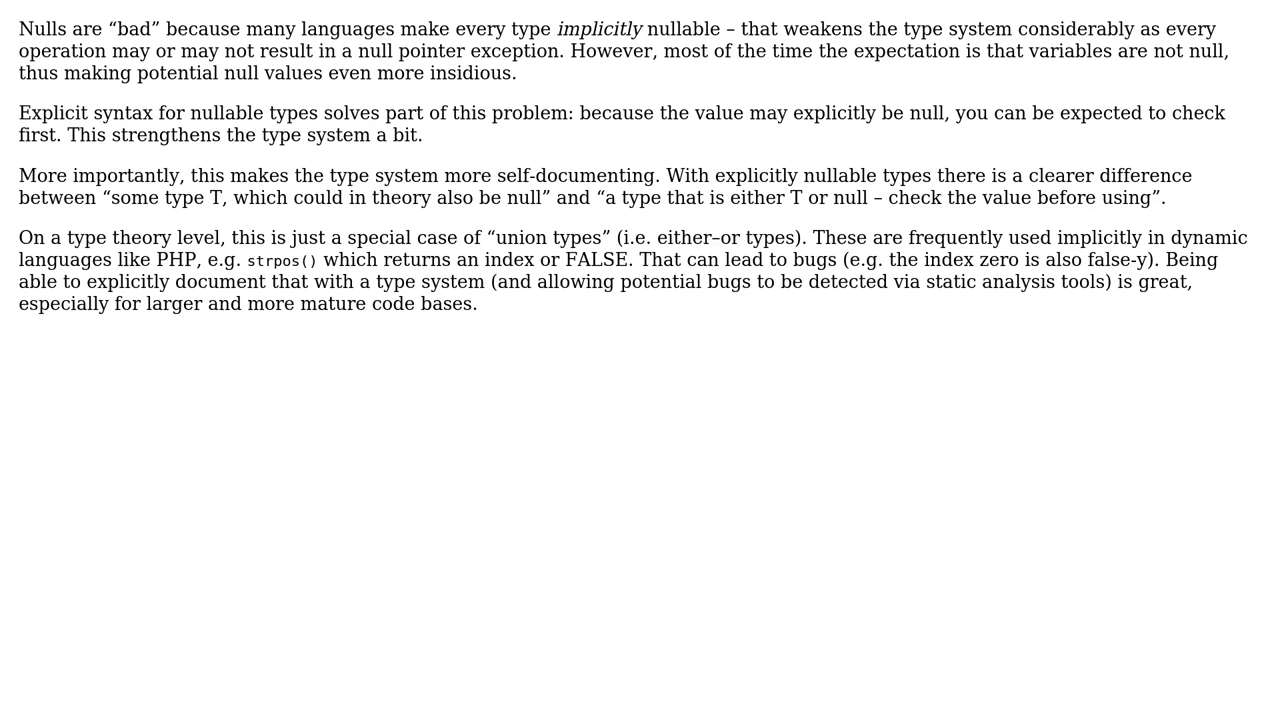 Nulls are “bad” because many languages make every type implicitly nullable – that weakens the type system considerably as every
operation may or may not result in a null pointer exception. However, most of the time the expectation is that variables are not null,
thus making potential null values even more insidious.
Explicit syntax for nullable types solves part of this problem: because the value may explicitly be null, you can be expected to check
first. This strengthens the type system a bit.
More importantly, this makes the type system more self-documenting. With explicitly nullable types there is a clearer difference
between “some type T, which could in theory also be null” and “a type that is either T or null – check the value before using”.
On a type theory level, this is just a special case of “union types” (i.e. either–or types). These are frequently used implicitly in dynamic
languages like PHP, e.g. strpos() which returns an index or FALSE. That can lead to bugs (e.g. the index zero is also false-y). Being
able to explicitly document that with a type system (and allowing potential bugs to be detected via static analysis tools) is great,
especially for larger and more mature code bases.